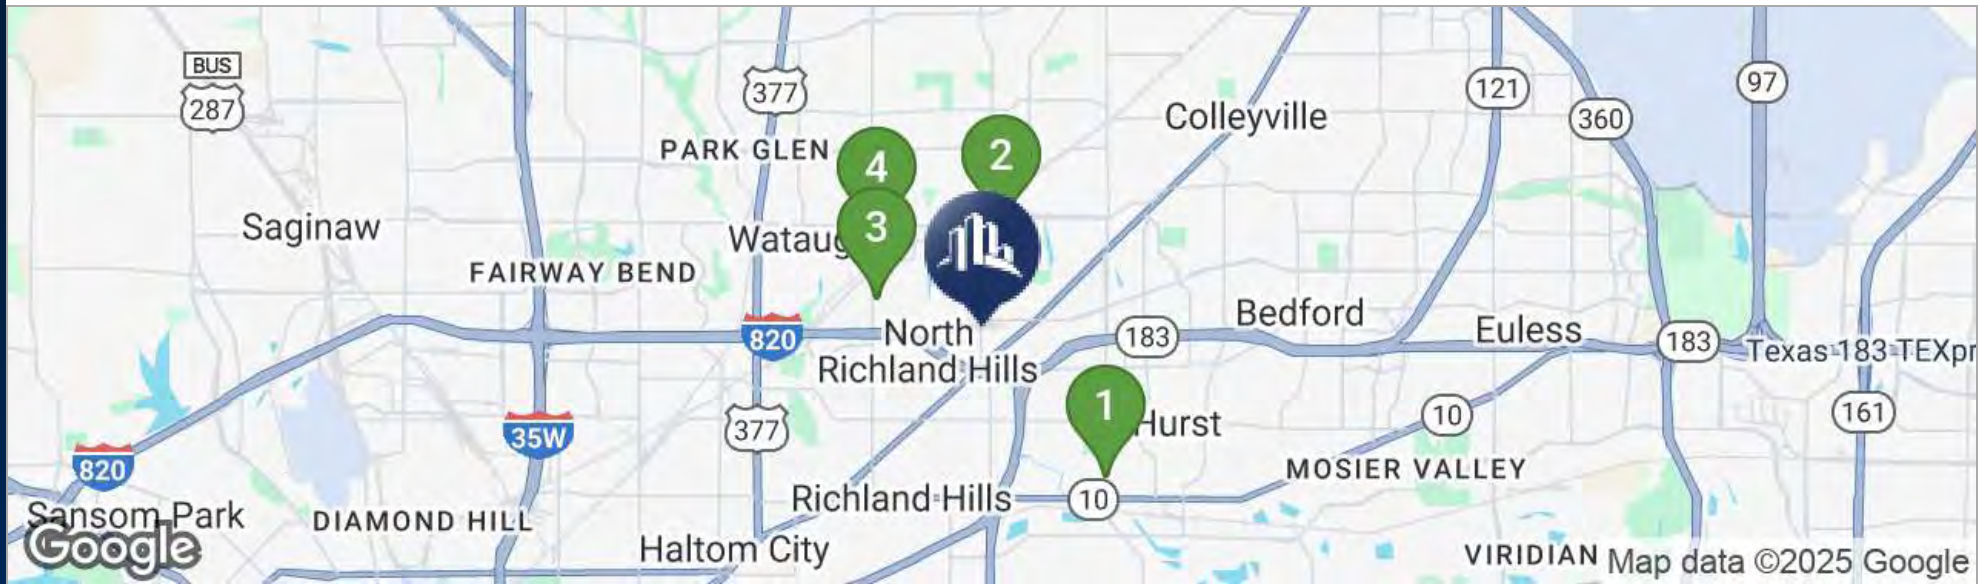 BUS
287
377
121
97
360
Colleyville
PARK GLEN
4
2
3
Saginaw
Wataug
FAIRWAY BEND
820
North
Richland Hills
183
Bedford
Euless
183
Texas 183 TEXpr
1
Hurst
10
161
377
35W
820
MOSIER VALLEY
Richland Hills
10
Sansom Park
DIAMOND HILL
Haltom City
VIRIDIAN
Google
Map data ©2025 Google